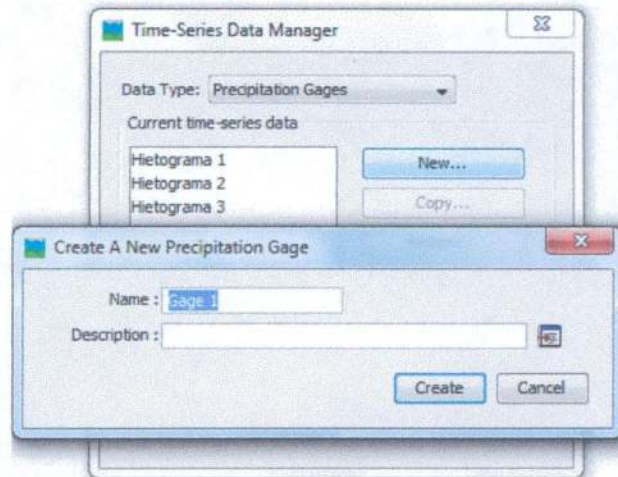 Time-Series Data Manager
Data Type: Precipitation Gages
Current time-series data
Hietograma 1
Hietograma 2
Hietograma 3
New...
Copy...
Create A New Precipitation Gage
Name : Gage 1
Description :
Create
Cancel